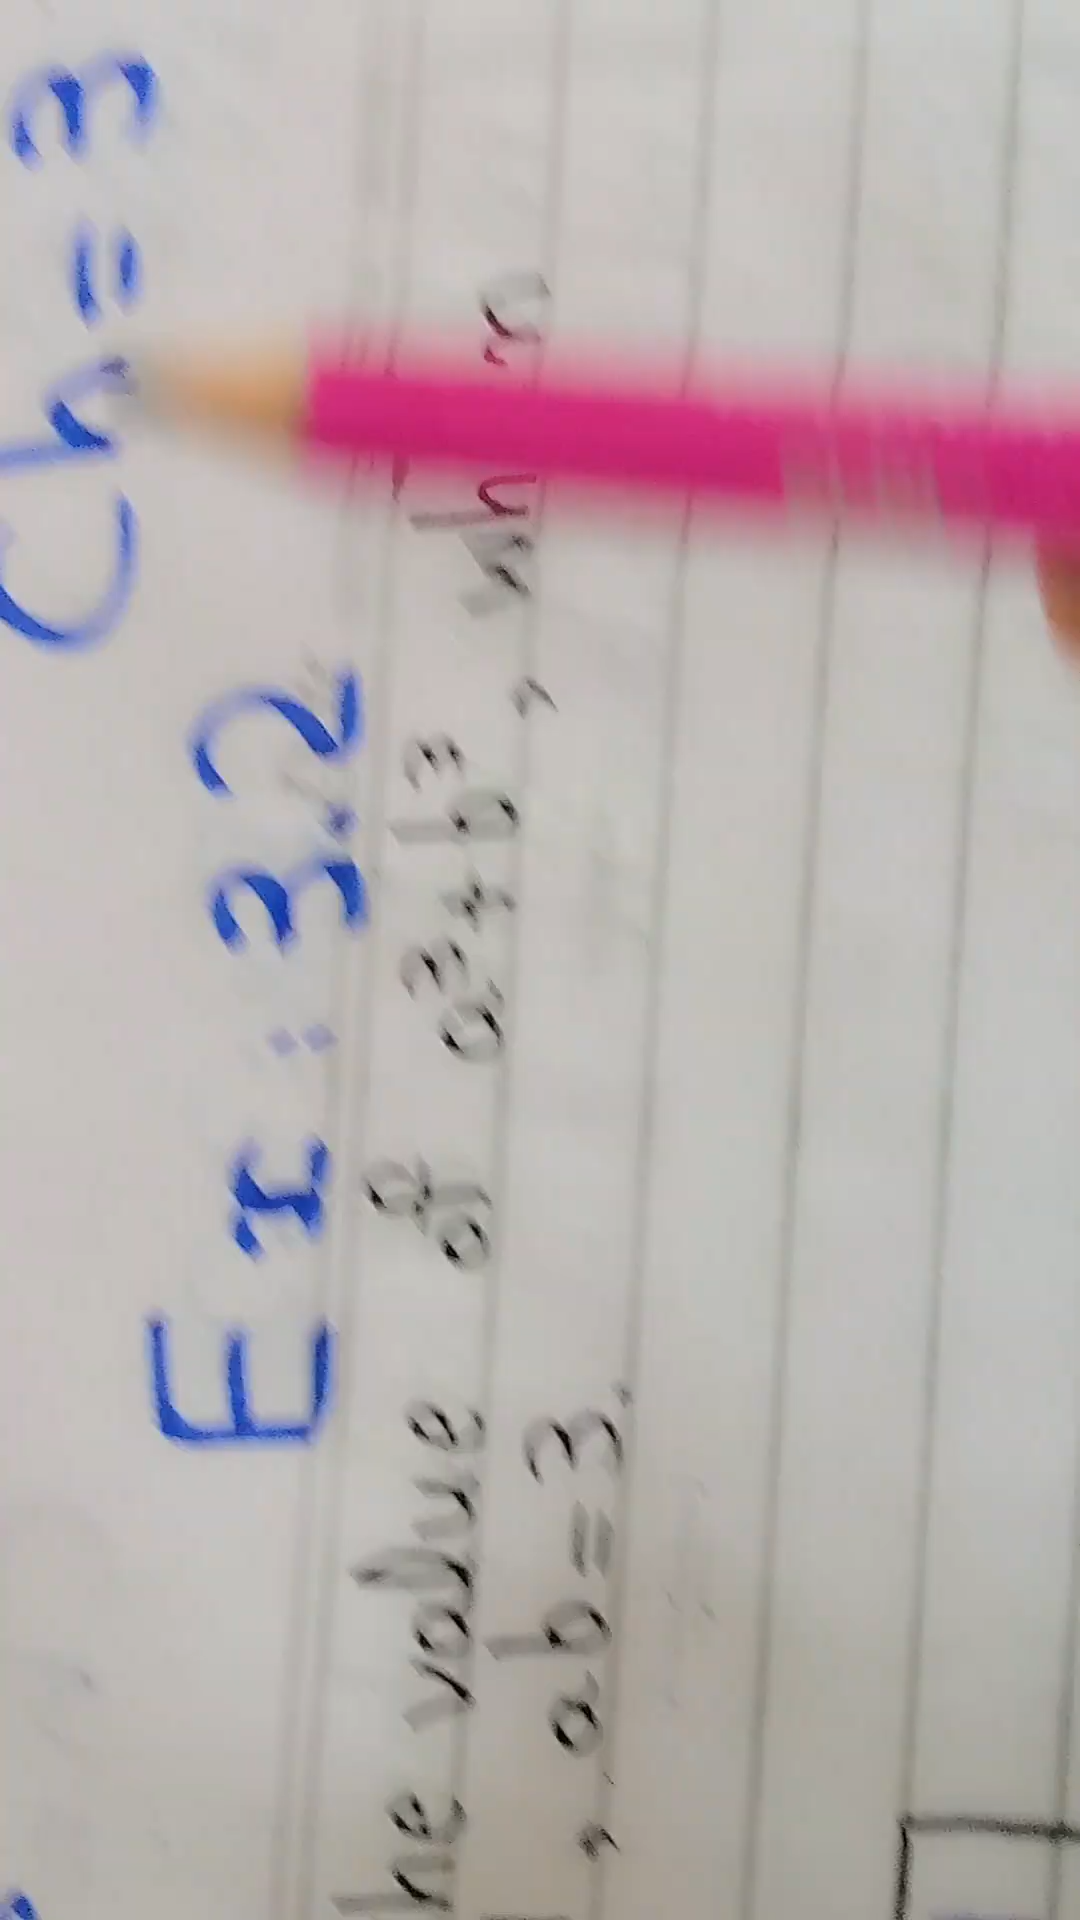 Ch = 3
Ex : 3.2
he value of a³ + b³, wh
, ab = 3.